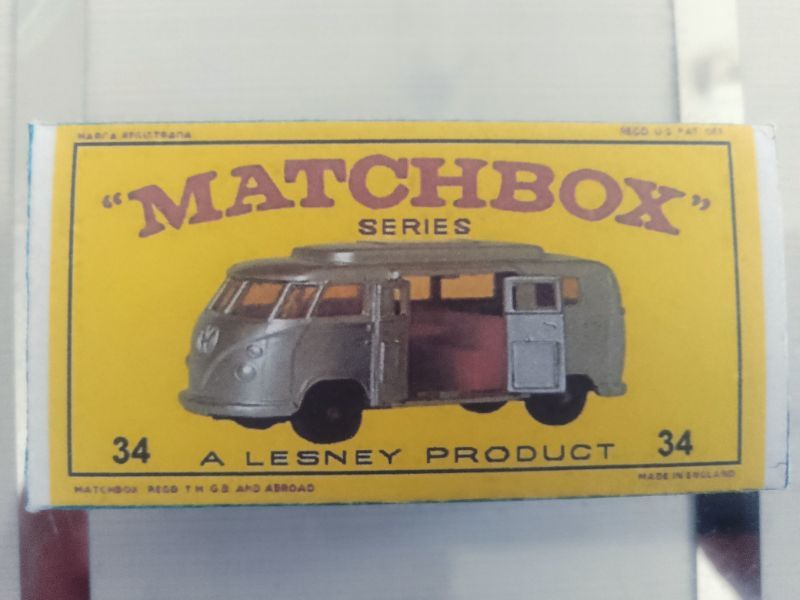 MARCA REGISTRADA
REGD U.S. PAT. OFF.
"MATCHBOX"
SERIES
34
A LESNEY PRODUCT
34
MATCHBOX REGD T M G.B AND ABROAD
MADE IN ENGLAND